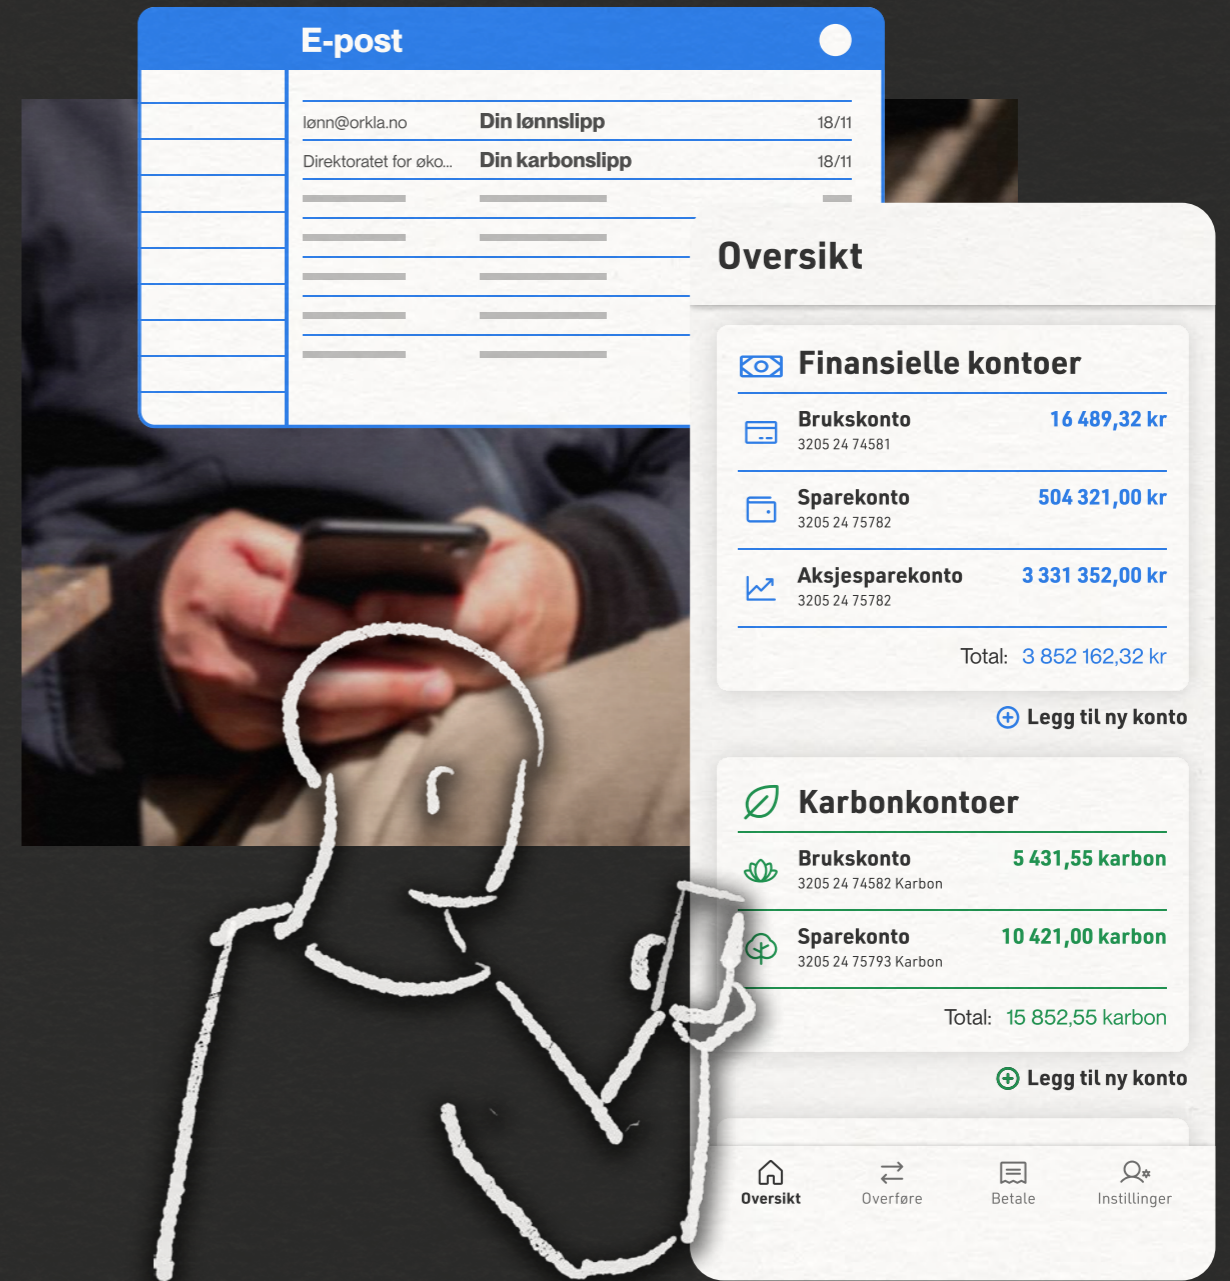 E-post
lønn@orkla.no Din lønnslipp 18/11
Direktoratet for øko... Din karbonslipp 18/11
Oversikt
Finansielle kontoer
Brukskonto 16 489,32 kr
3205 24 74581
Sparekonto 504 321,00 kr
3205 24 75782
Aksjesparekonto 3 331 352,00 kr
3205 24 75782
Total: 3 852 162,32 kr
Legg til ny konto
Karbonkontoer
Brukskonto 5 431,55 karbon
3205 24 74582 Karbon
Sparekonto 10 421,00 karbon
3205 24 75793 Karbon
Total: 15 852,55 karbon
Legg til ny konto
Oversikt Overføre Betale Instillinger